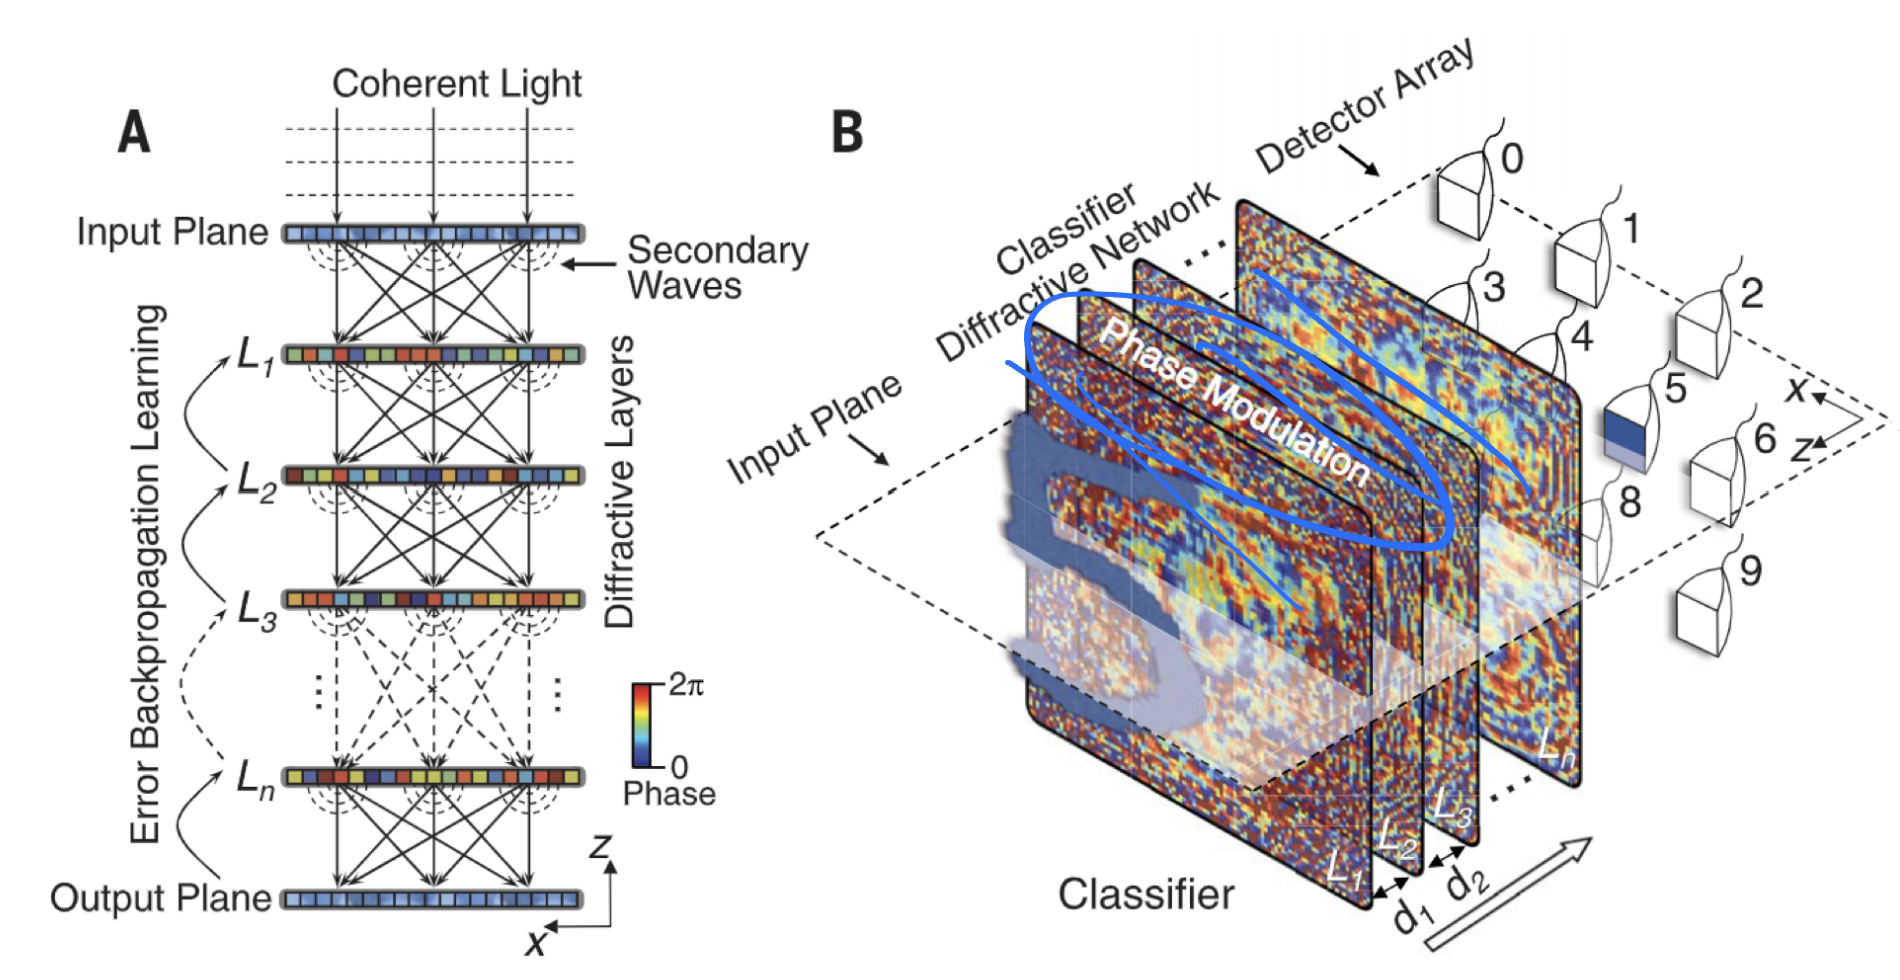 A
Coherent Light
Input Plane
Secondary
Waves
L1
L2
L3
Ln
Error Backpropagation Learning
Diffractive Layers
2π
0
Phase
Output Plane
z
x
B
Detector Array
Classifier
Diffractive Network
Input Plane
Phase Modulation
0
1
2
3
4
5
6
8
9
x
z
L1
L2
L3
Ln
d1
d2
Classifier